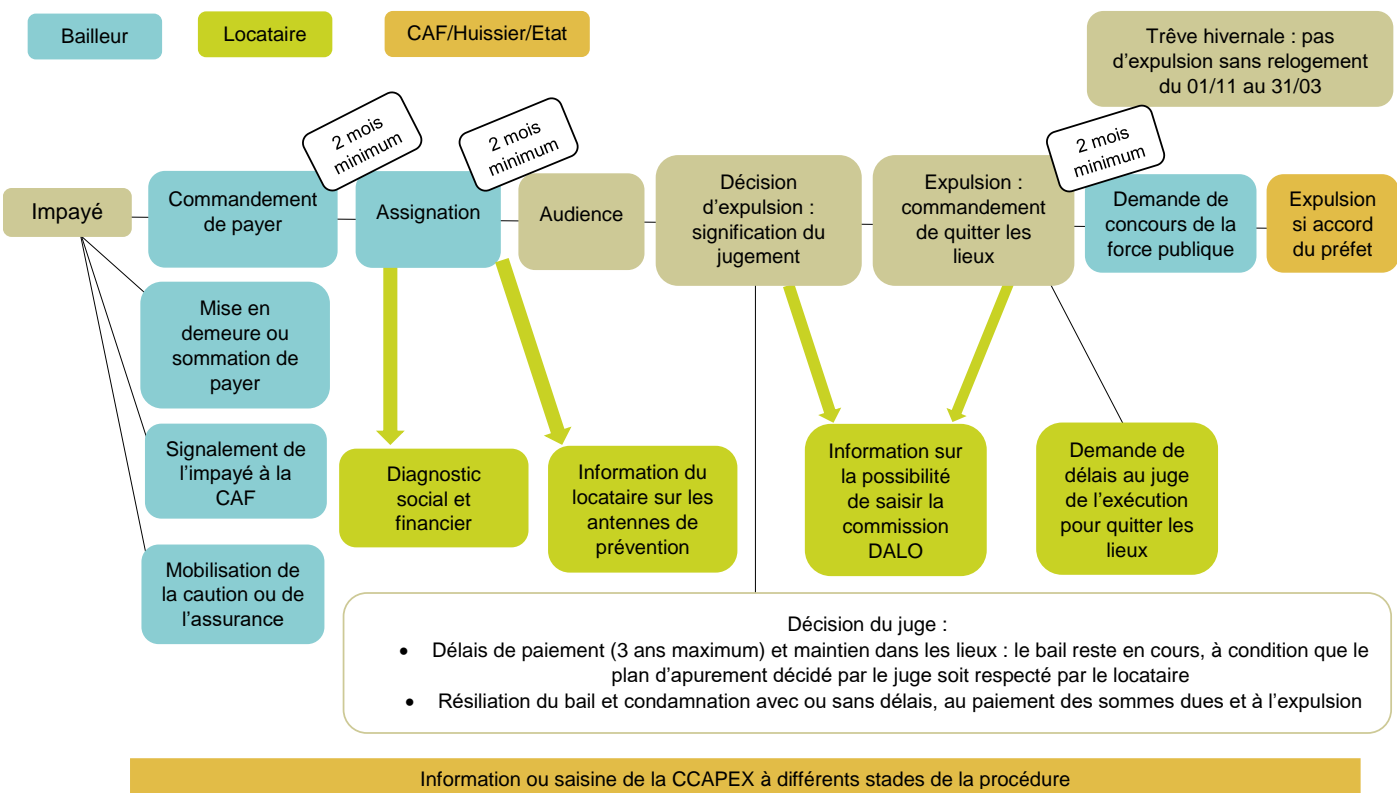 Bailleur
Locataire
CAF/Huissier/Etat
Trêve hivernale : pas
d’expulsion sans relogement
du 01/11 au 31/03
2 mois
minimum
2 mois
minimum
2 mois
minimum
Impayé
Commandement
de payer
Assignation
Audience
Décision
d’expulsion :
signification du
jugement
Expulsion :
commandement
de quitter les
lieux
Demande de
concours de la
force publique
Expulsion
si accord
du préfet
Mise en
demeure ou
sommation de
payer
Signalement de
l’impayé à la
CAF
Mobilisation de
la caution ou de
l’assurance
Diagnostic
social et
financier
Information du
locataire sur les
antennes de
prévention
Information sur
la possibilité
de saisir la
commission
DALO
Demande de
délais au juge
de l’exécution
pour quitter les
lieux
Décision du juge :
• Délais de paiement (3 ans maximum) et maintien dans les lieux : le bail reste en cours, à condition que le
plan d’apurement décidé par le juge soit respecté par le locataire
• Résiliation du bail et condamnation avec ou sans délais, au paiement des sommes dues et à l’expulsion
Information ou saisine de la CCAPEX à différents stades de la procédure